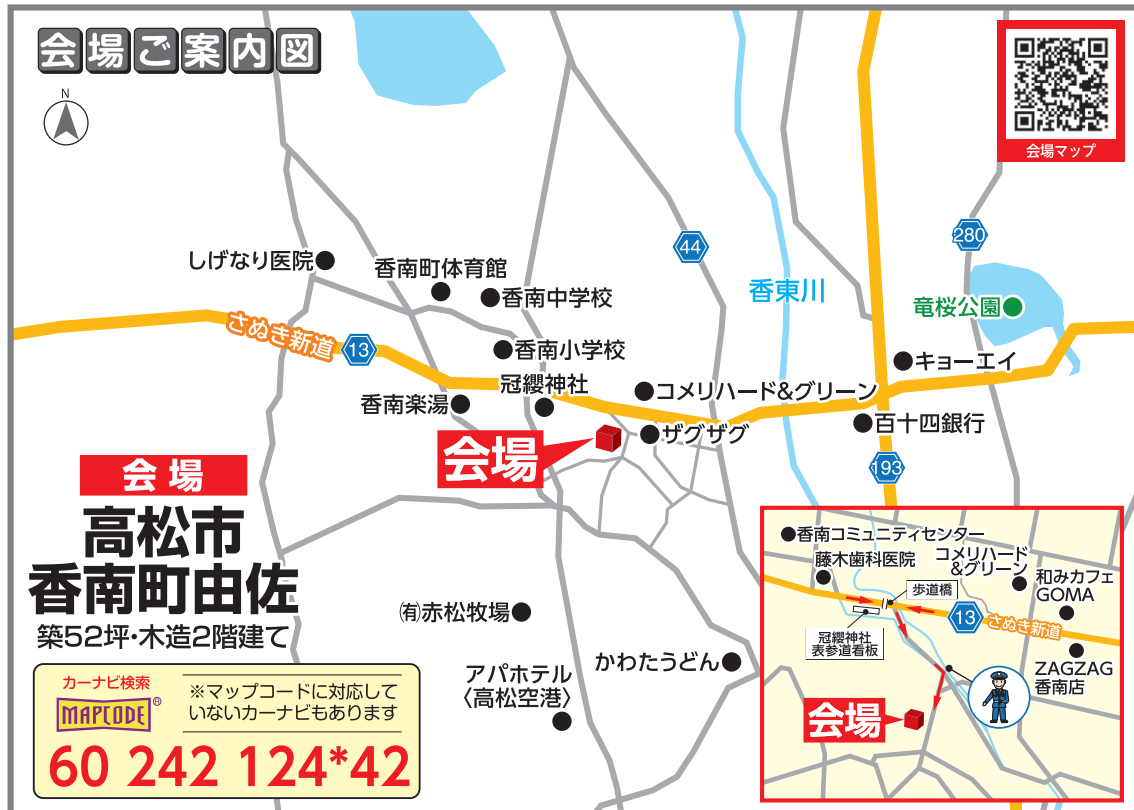 会場ご案内図
N
会場マップ
44
280
しげなり医院
香南町体育館
香南中学校
香東川
竜桜公園
さぬき新道
13
香南小学校
キョーエイ
冠纓神社
コメリハード&グリーン
香南楽湯
ザグザグ
百十四銀行
会場
193
会場
高松市
香南町由佐
築52坪・木造2階建て
㈲赤松牧場
かわたうどん
アパホテル
〈高松空港〉
カーナビ検索
MAPCODE®
※マップコードに対応して
いないカーナビもあります
60 242 124*42
香南コミュニティセンター
藤木歯科医院
コメリハード
&グリーン
和みカフェ
GOMA
歩道橋
13
さぬき新道
冠纓神社
表参道看板
ZAGZAG
香南店
会場